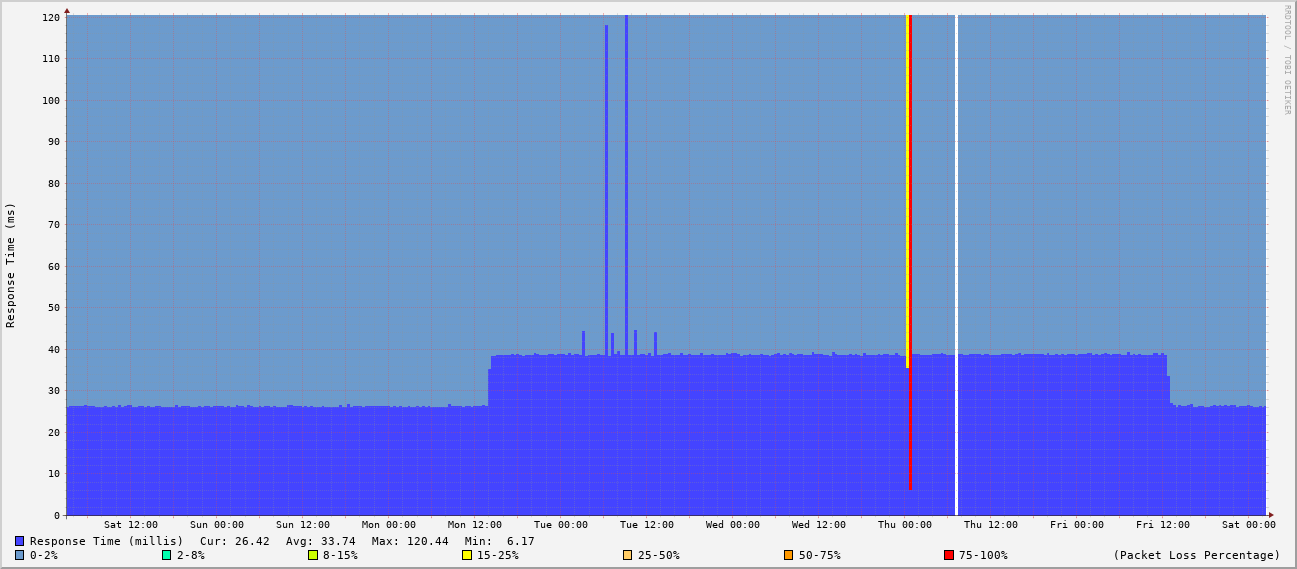 RRDTOOL / TOBI OETIKER
Response Time (ms)
120
110
100
90
80
70
60
50
40
30
20
10
0
Sat 12:00 Sun 00:00 Sun 12:00 Mon 00:00 Mon 12:00 Tue 00:00 Tue 12:00 Wed 00:00 Wed 12:00 Thu 00:00 Thu 12:00 Fri 00:00 Fri 12:00 Sat 00:00
Response Time (millis) Cur: 26.42 Avg: 33.74 Max: 120.44 Min: 6.17
0-2% 2-8% 8-15% 15-25% 25-50% 50-75% 75-100% (Packet Loss Percentage)